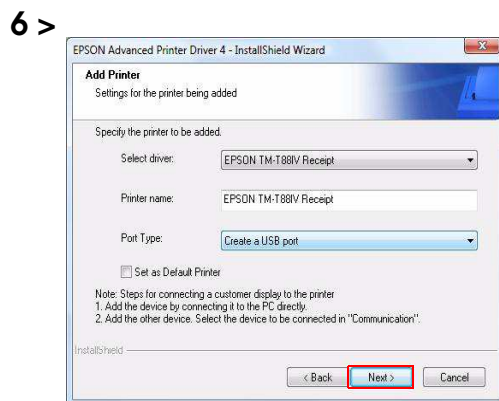 6 >
EPSON Advanced Printer Driver 4 - InstallShield Wizard
Add Printer
Settings for the printer being added
Specify the printer to be added.
Select driver: EPSON TM-T88IV Receipt
Printer name: EPSON TM-T88IV Receipt
Port Type: Create a USB port
Set as Default Printer
Note: Steps for connecting a customer display to the printer
1. Add the device by connecting it to the PC directly.
2. Add the other device. Select the device to be connected in "Communication".
InstallShield
< Back Next > Cancel